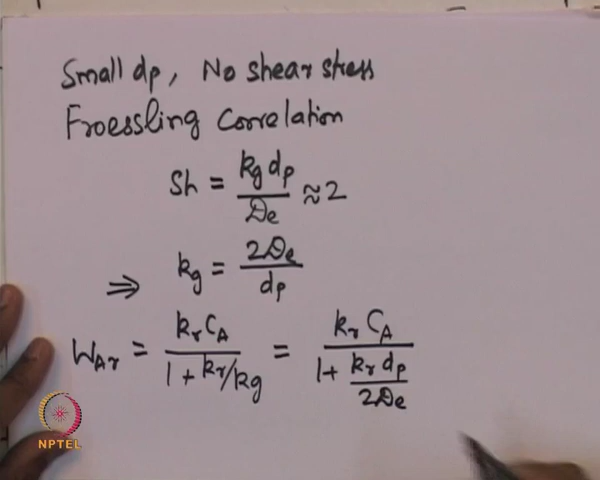 Small dp, No shear stress
Froessling Correlation
Sh = kg dp / De ≈ 2
⇒ kg = 2De / dp
WAr = kr CA / 1 + kr/kg = kr CA / 1 + kr dp / 2De
NPTEL